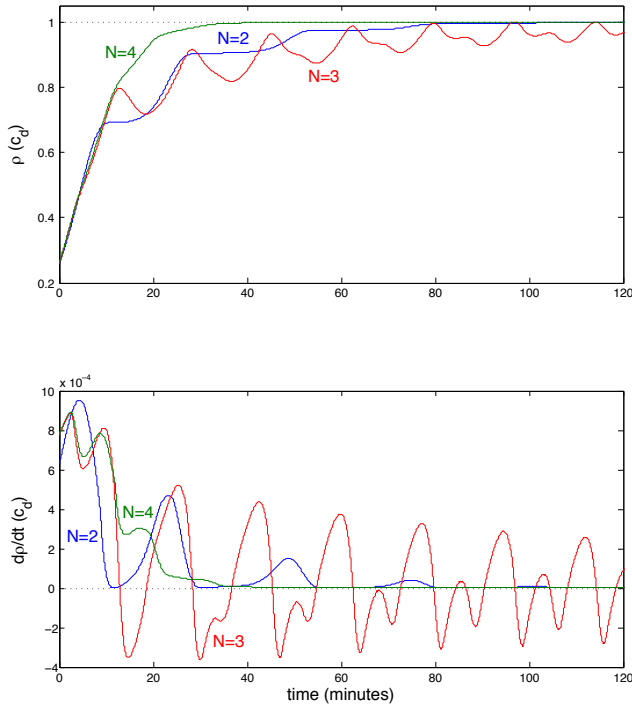 1
N=4
N=2
0.8
N=3
ρ (c_d)
0.6
0.4
0.2
0 20 40 60 80 100 120
x 10^-4
10
8
6
4
N=4
N=2
2
dρ/dt (c_d)
0
−2
N=3
−4
0 20 40 60 80 100 120
time (minutes)